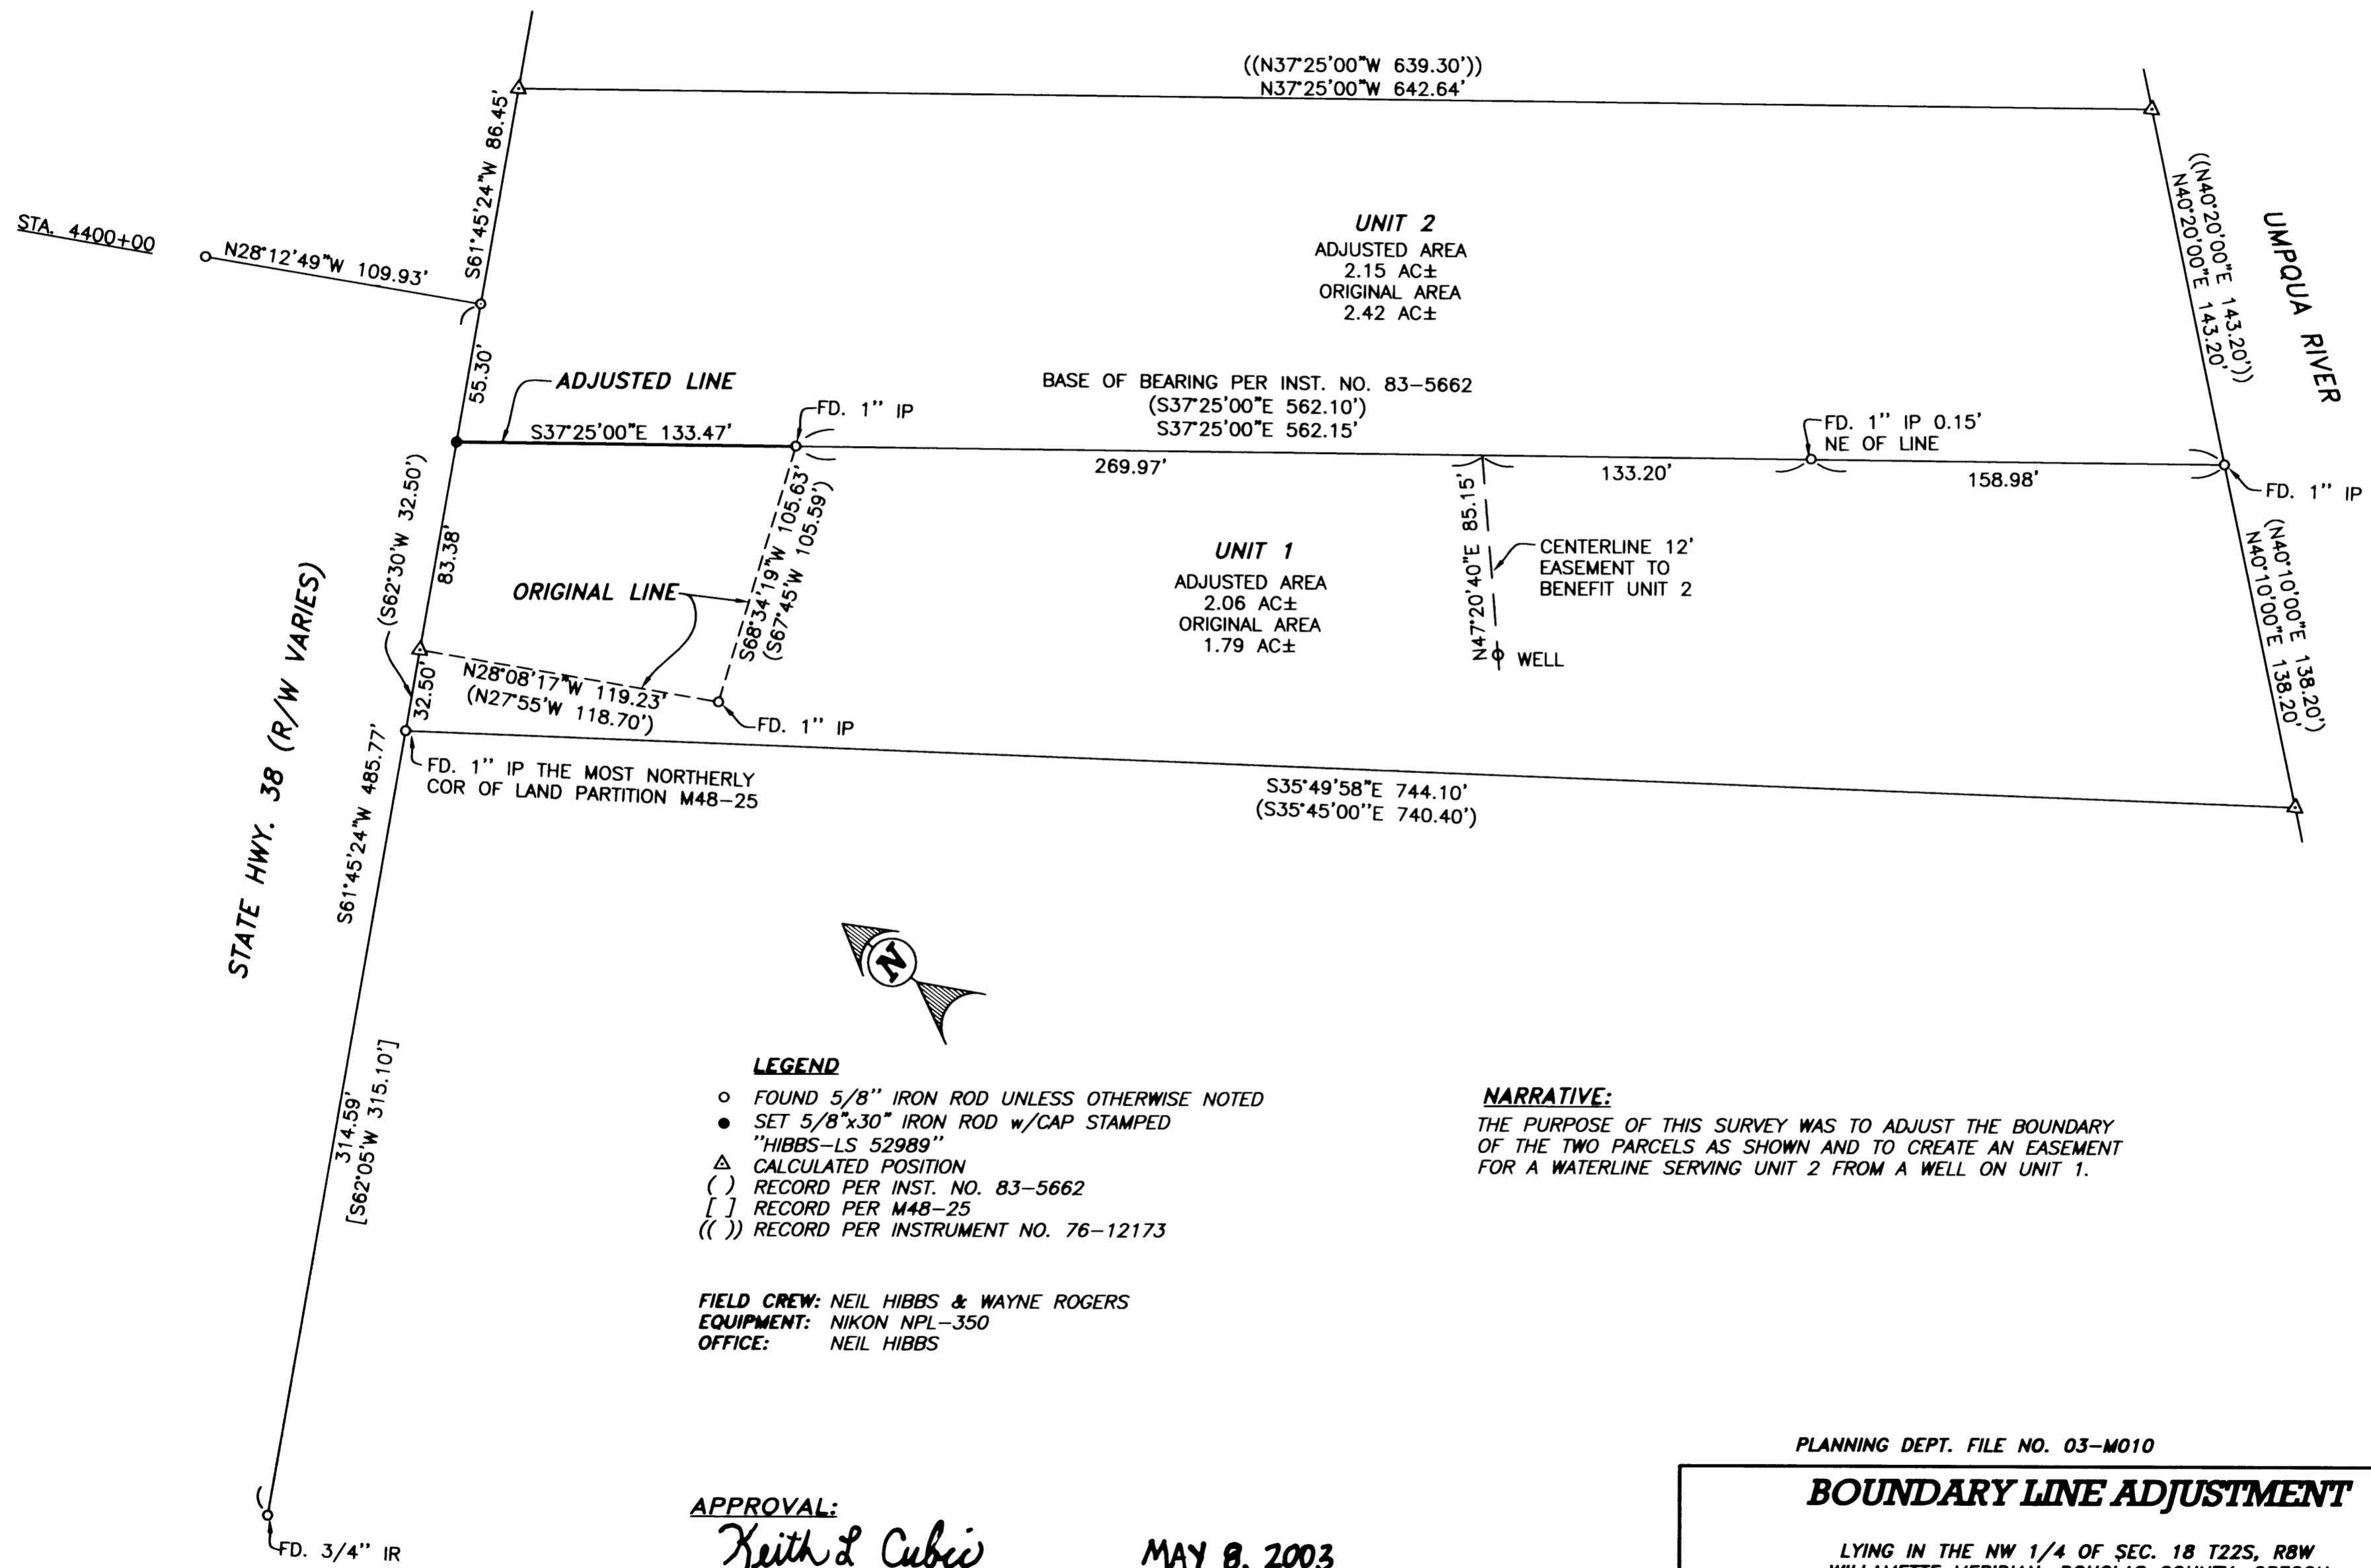 ((N37°25'00"W 639.30'))
N37°25'00"W 642.64'
S61°45'24"W 86.45'
STA. 4400+00
N28°12'49"W 109.93'
((N40°20'00"E 143.20'))
N40°20'00"E 143.20'
UMPQUA RIVER
UNIT 2
ADJUSTED AREA
2.15 AC±
ORIGINAL AREA
2.42 AC±
55.30'
ADJUSTED LINE
S37°25'00"E 133.47'
FD. 1'' IP
BASE OF BEARING PER INST. NO. 83-5662
(S37°25'00"E 562.10')
S37°25'00"E 562.15'
269.97'
133.20'
FD. 1'' IP 0.15'
NE OF LINE
158.98'
FD. 1'' IP
(S62°30'W 32.50')
83.38'
ORIGINAL LINE
S68°34'19"W 105.63'
(S67°45'W 105.59')
UNIT 1
ADJUSTED AREA
2.06 AC±
ORIGINAL AREA
1.79 AC±
N47°20'40"E 85.15'
CENTERLINE 12'
EASEMENT TO
BENEFIT UNIT 2
WELL
(N40°10'00"E 138.20')
N40°10'00"E 138.20'
32.50'
N28°08'17"W 119.23'
(N27°55'W 118.70')
FD. 1'' IP
STATE HWY. 38 (R/W VARIES)
FD. 1'' IP THE MOST NORTHERLY
COR OF LAND PARTITION M48-25
S35°49'58"E 744.10'
(S35°45'00''E 740.40')
S61°45'24"W 485.77'
N
314.59'
[S62°05'W 315.10']
LEGEND
FOUND 5/8'' IRON ROD UNLESS OTHERWISE NOTED
SET 5/8"x30" IRON ROD w/CAP STAMPED
''HIBBS-LS 52989''
CALCULATED POSITION
( ) RECORD PER INST. NO. 83-5662
[ ] RECORD PER M48-25
(( )) RECORD PER INSTRUMENT NO. 76-12173
NARRATIVE:
THE PURPOSE OF THIS SURVEY WAS TO ADJUST THE BOUNDARY
OF THE TWO PARCELS AS SHOWN AND TO CREATE AN EASEMENT
FOR A WATERLINE SERVING UNIT 2 FROM A WELL ON UNIT 1.
FIELD CREW: NEIL HIBBS & WAYNE ROGERS
EQUIPMENT: NIKON NPL-350
OFFICE: NEIL HIBBS
FD. 3/4'' IR
APPROVAL:
Keith L Cubic
MAY 8, 2003
PLANNING DEPT. FILE NO. 03-M010
BOUNDARY LINE ADJUSTMENT
LYING IN THE NW 1/4 OF SEC. 18 T22S, R8W
WILLAMETTE MERIDIAN, DOUGLAS COUNTY, OREGON